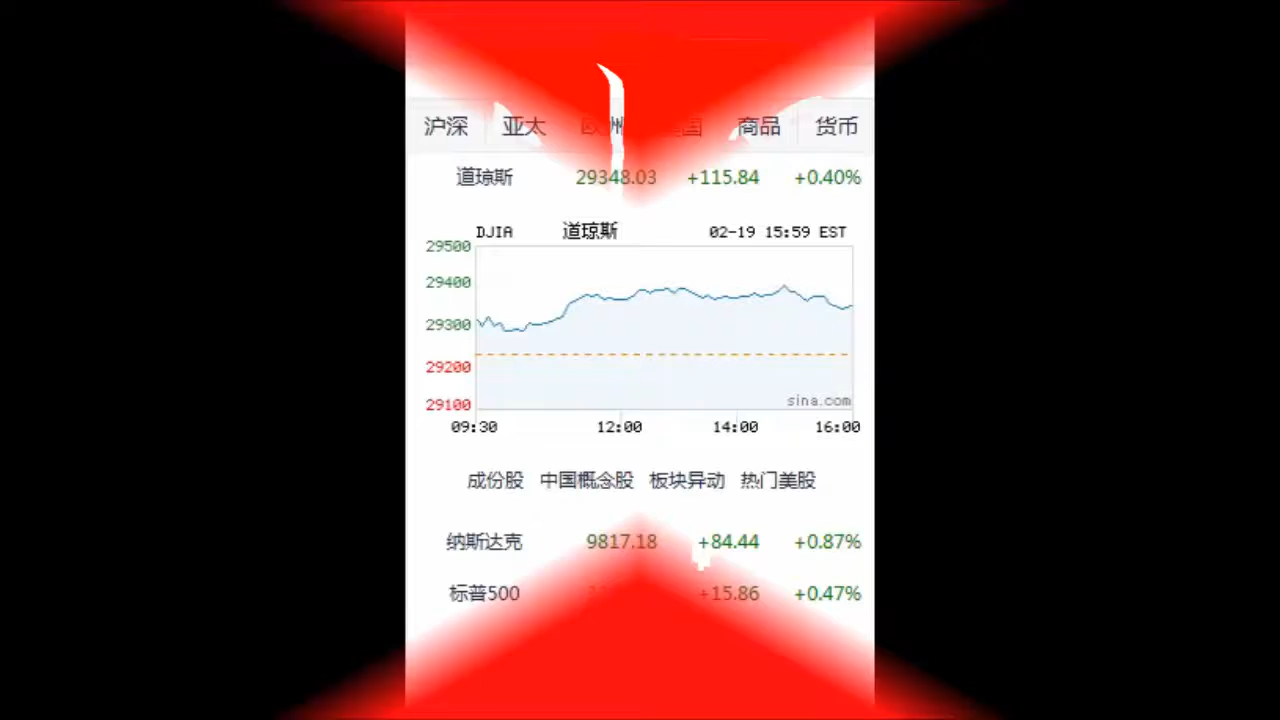 沪深 亚太 欧洲 美国 商品 货币
道琼斯 29348.03 +115.84 +0.40%
DJIA 道琼斯 02-19 15:59 EST
29500
29400
29300
29200
29100
sina.com
09:30 12:00 14:00 16:00
成份股 中国概念股 板块异动 热门美股
纳斯达克 9817.18 +84.44 +0.87%
标普500 +15.86 +0.47%